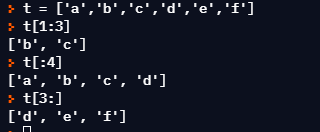 > t = ['a','b','c','d','e','f']
> t[1:3]
['b', 'c']
> t[:4]
['a', 'b', 'c', 'd']
> t[3:]
['d', 'e', 'f']
>